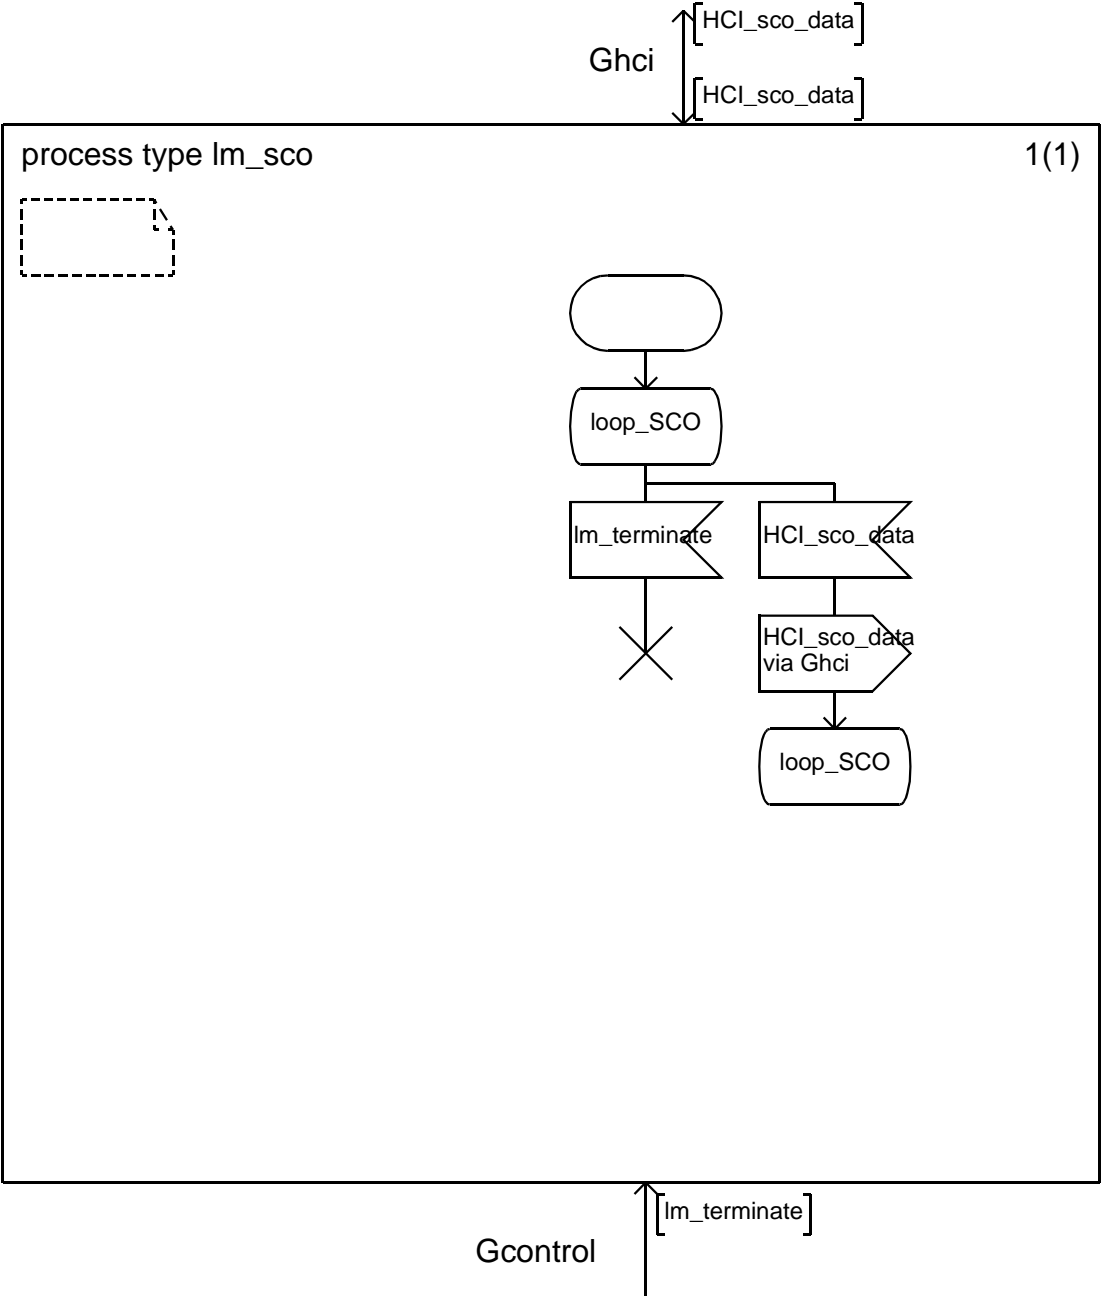 HCI_sco_data
Ghci
HCI_sco_data
process type lm_sco
1(1)
loop_SCO
lm_terminate
HCI_sco_data
HCI_sco_data
via Ghci
loop_SCO
lm_terminate
Gcontrol